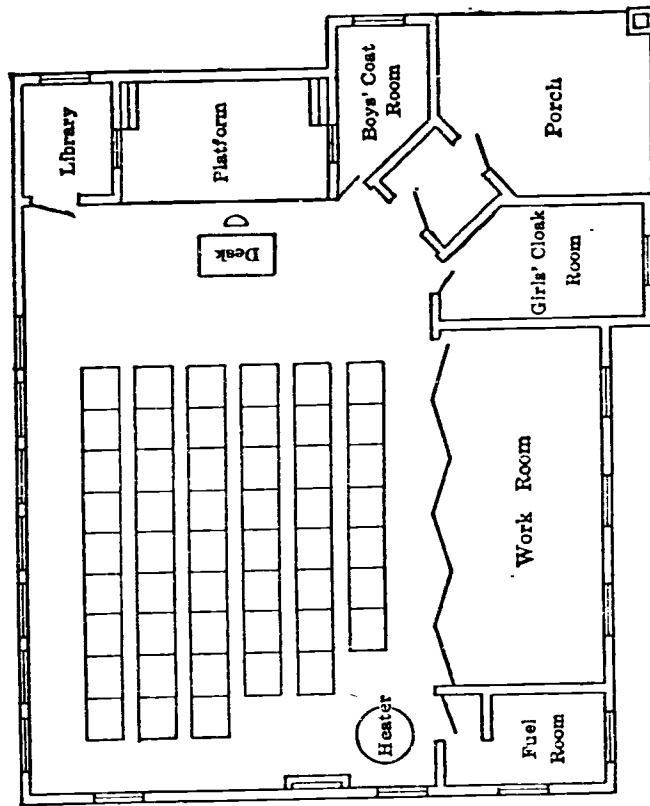 Library
Platform
Boys' Coat
Room
Porch
Desk
Girls' Cloak
Room
Work Room
Heater
Fuel
Room